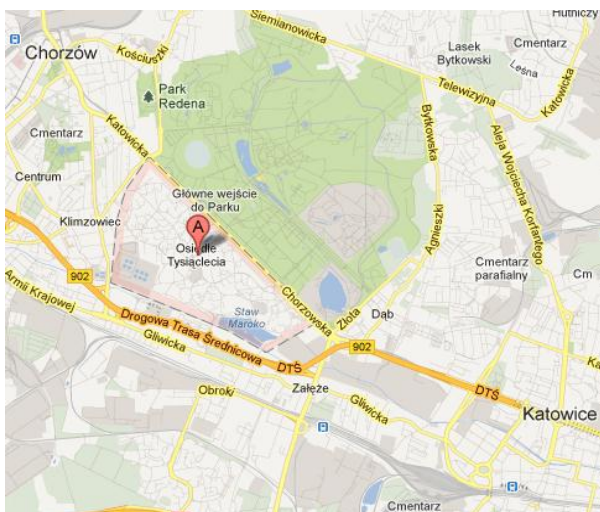 Hutniczy
Siemianowicka
Chorzów
Kościuszki
Lasek
Bytkowski
Cmentarz
Leśna
Telewizyjna
Katowicka
Park
Redena
Bytkowska
Aleja Wojciecha Korfantego
Cmentarz
Katowicka
Centrum
Główne wejście
do Parku
Klimzowiec
A
Osiedle
Tysiąclecia
Agnieszki
Cmentarz
parafialny
Cm
902
Armii Krajowej
Drogowa Trasa Średnicowa
Staw
Maroko
Chorzowska
Złota
Dąb
Gliwicka
DTŚ
902
Załęże
DTŚ
Obroki
Gliwicka
Katowice
Cmentarz